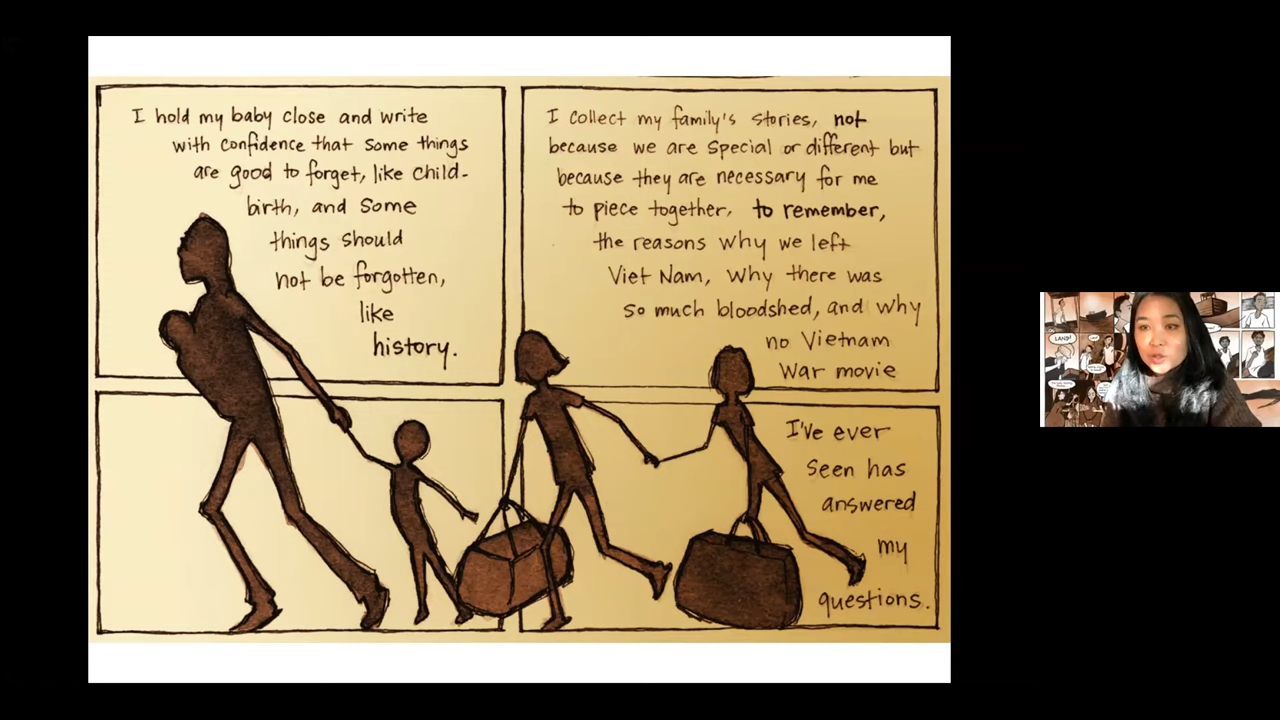 I hold my baby close and write
with confidence that some things
are good to forget, like child-
birth, and some
things should
not be forgotten,
like
history.
I collect my family's stories, not
because we are special or different but
because they are necessary for me
to piece together, to remember,
the reasons why we left
Viet Nam, why there was
so much bloodshed, and why
no Vietnam
War movie
I've ever
seen has
answered
my
questions.
LAND!